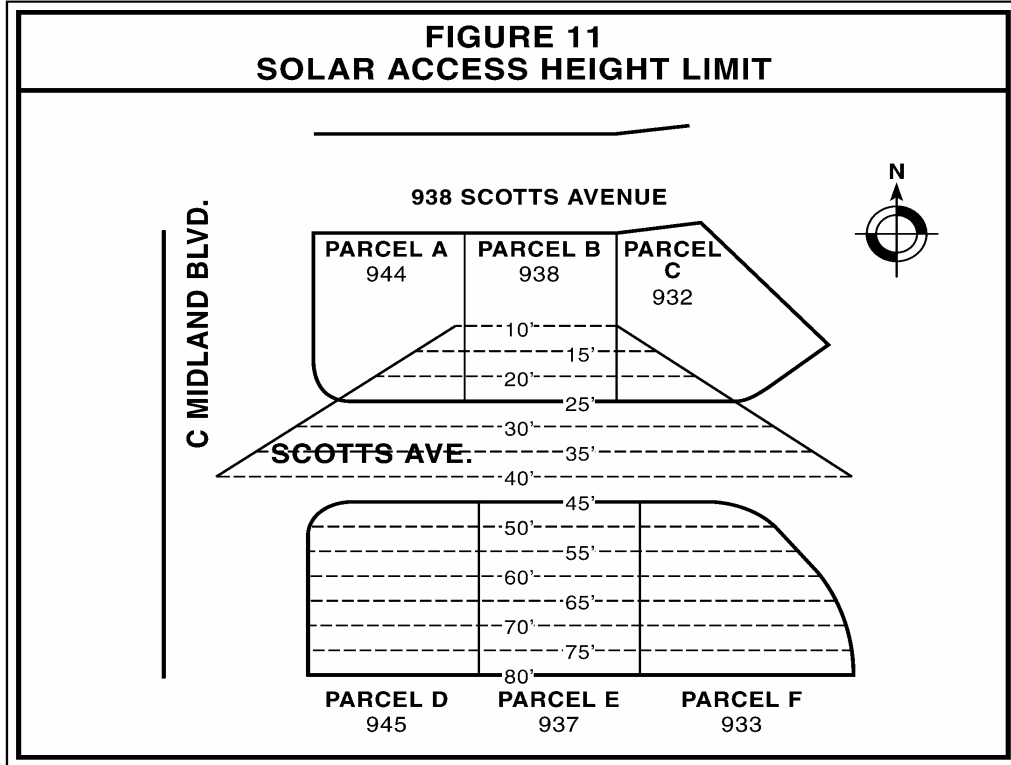 FIGURE 11
SOLAR ACCESS HEIGHT LIMIT
N
938 SCOTTS AVENUE
C MIDLAND BLVD.
PARCEL A
944
PARCEL B
938
PARCEL
C
932
10'
15'
20'
25'
30'
SCOTTS AVE.
35'
40'
45'
50'
55'
60'
65'
70'
75'
80'
PARCEL D
945
PARCEL E
937
PARCEL F
933